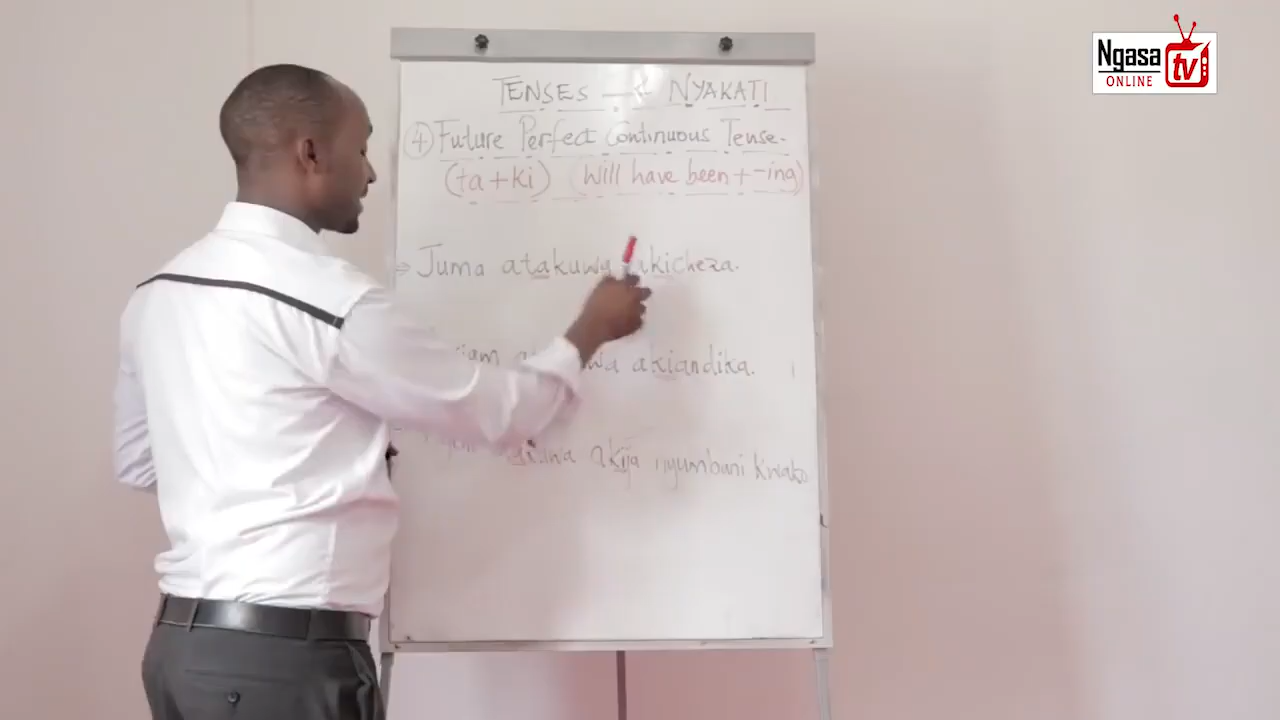 Ngasa
tv
ONLINE
TENSES — NYAKATI
④ Future Perfect Continuous Tense.
(ta+ki) (Will have been + -ing)
⇒ Juma atakuwa akicheza.
akiandika.
akija nyumbani kwako